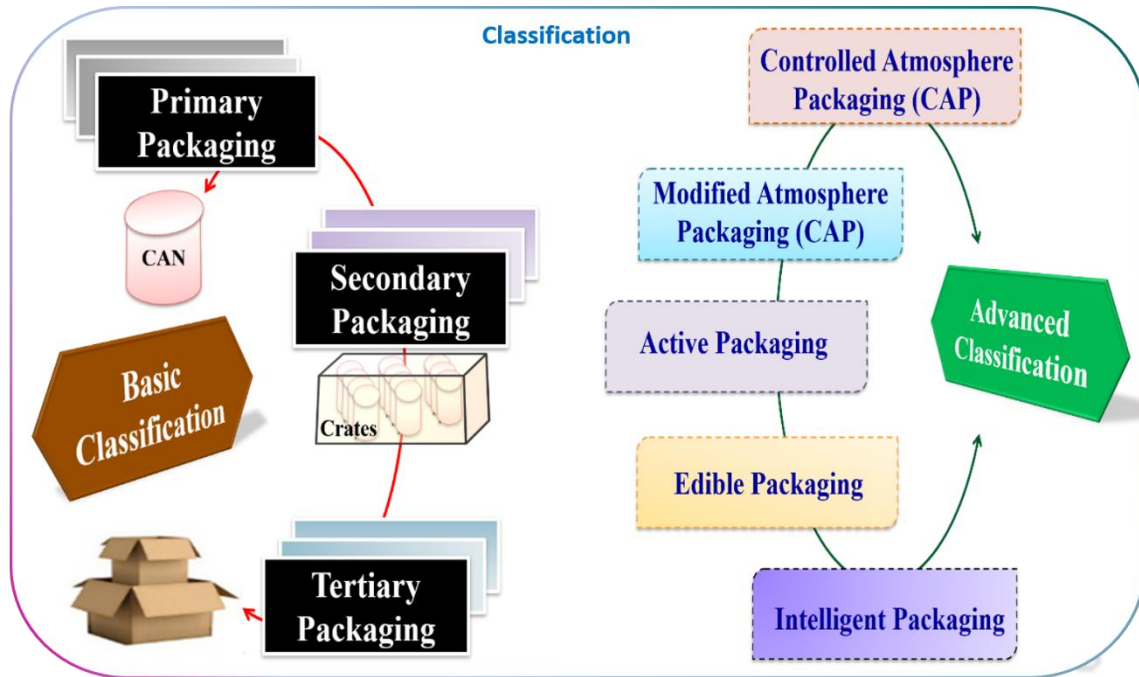 Classification
Primary
Packaging
CAN
Secondary
Packaging
Crates
Basic
Classification
Tertiary
Packaging
Controlled Atmosphere
Packaging (CAP)
Modified Atmosphere
Packaging (CAP)
Active Packaging
Edible Packaging
Intelligent Packaging
Advanced
Classification